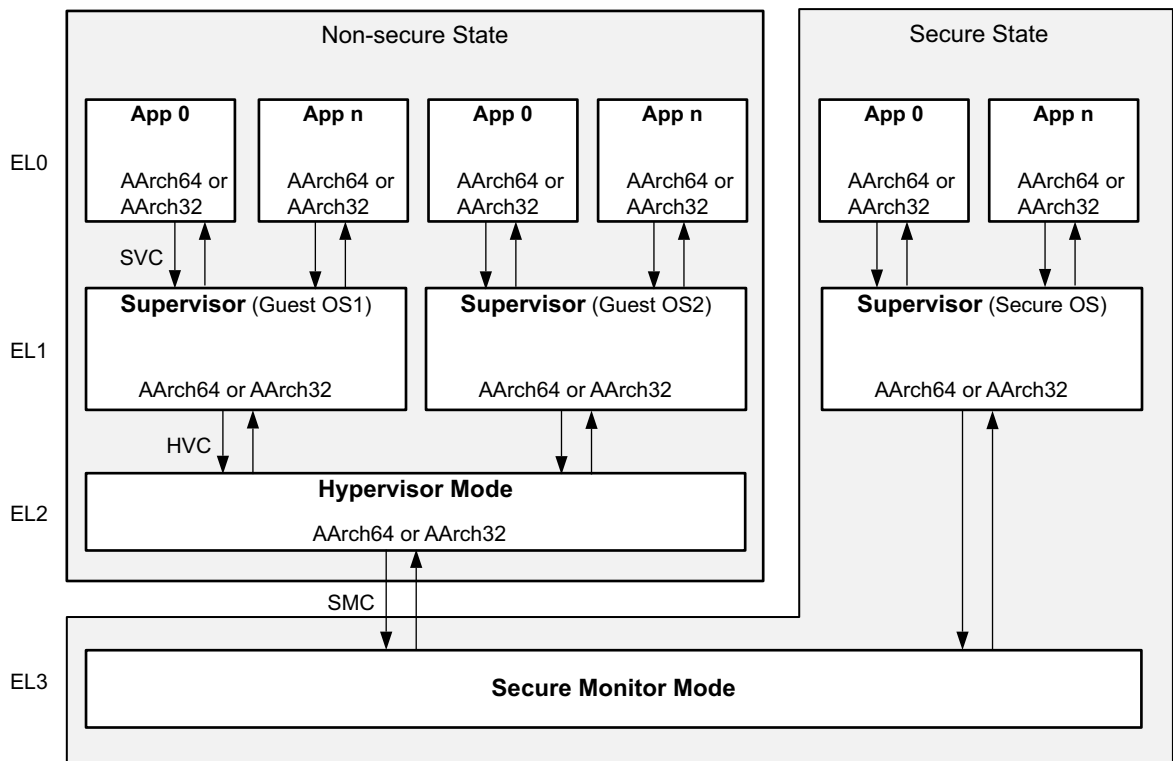 Non-secure State
Secure State
EL0
App 0
AArch64 or
AArch32
App n
AArch64 or
AArch32
App 0
AArch64 or
AArch32
App n
AArch64 or
AArch32
App 0
AArch64 or
AArch32
App n
AArch64 or
AArch32
SVC
EL1
Supervisor (Guest OS1)
AArch64 or AArch32
Supervisor (Guest OS2)
AArch64 or AArch32
Supervisor (Secure OS)
AArch64 or AArch32
HVC
EL2
Hypervisor Mode
AArch64 or AArch32
SMC
EL3
Secure Monitor Mode